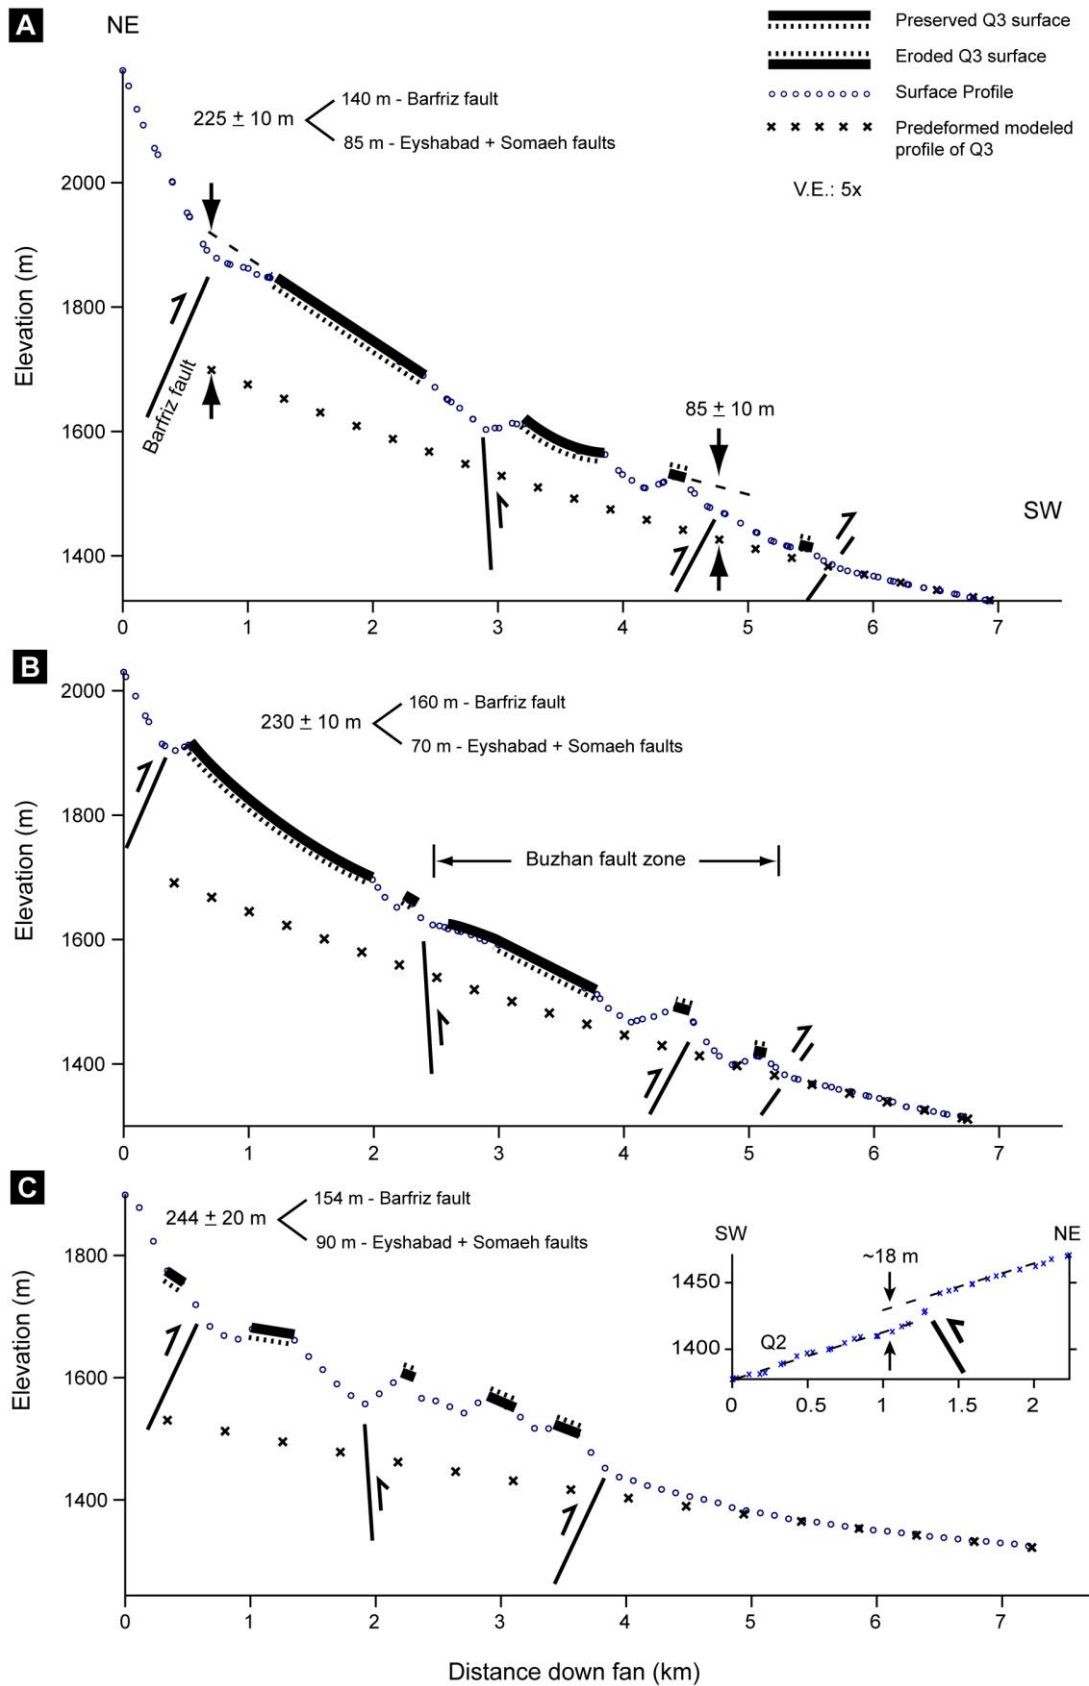 A
NE
Preserved Q3 surface
Eroded Q3 surface
Surface Profile
Predeformed modeled
profile of Q3
V.E.: 5x
225 ± 10 m
140 m - Barfriz fault
85 m - Eyshabad + Somaeh faults
2000
1800
1600
1400
Elevation (m)
Barfriz fault
85 ± 10 m
SW
0 1 2 3 4 5 6 7
B
2000
1800
1600
1400
Elevation (m)
230 ± 10 m
160 m - Barfriz fault
70 m - Eyshabad + Somaeh faults
Buzhan fault zone
0 1 2 3 4 5 6 7
C
1800
1600
1400
Elevation (m)
244 ± 20 m
154 m - Barfriz fault
90 m - Eyshabad + Somaeh faults
SW
NE
~18 m
1450
1400
Q2
0 0.5 1 1.5 2
0 1 2 3 4 5 6 7
Distance down fan (km)